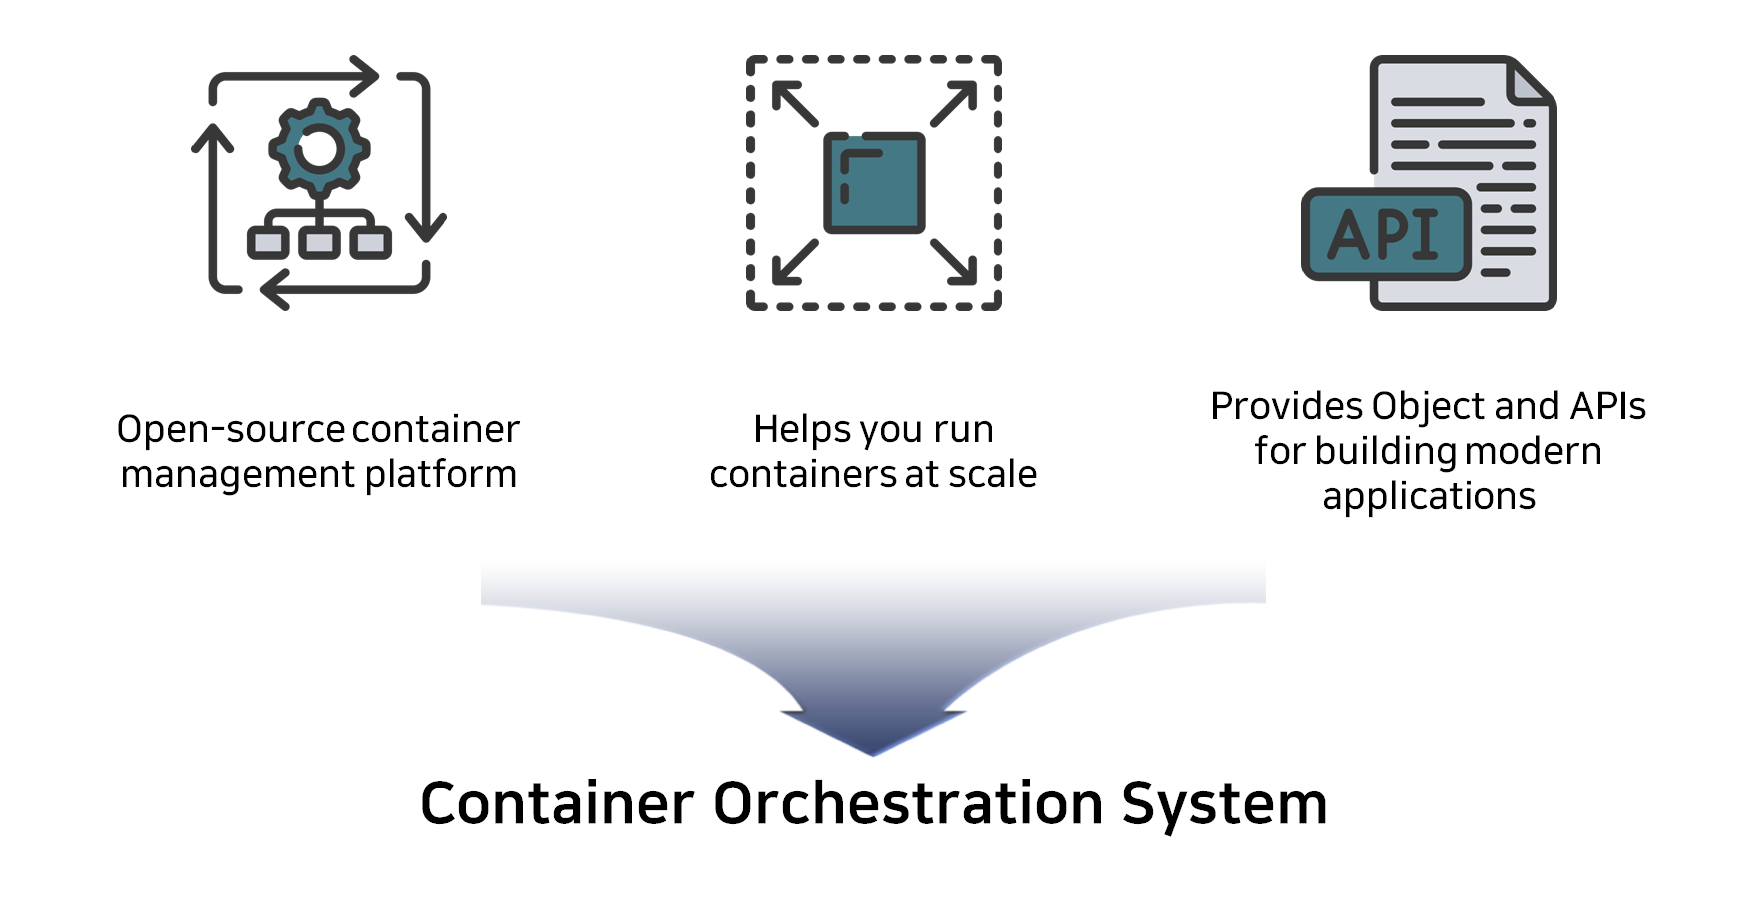 API
Open-source container
management platform
Helps you run
containers at scale
Provides Object and APIs
for building modern
applications
Container Orchestration System